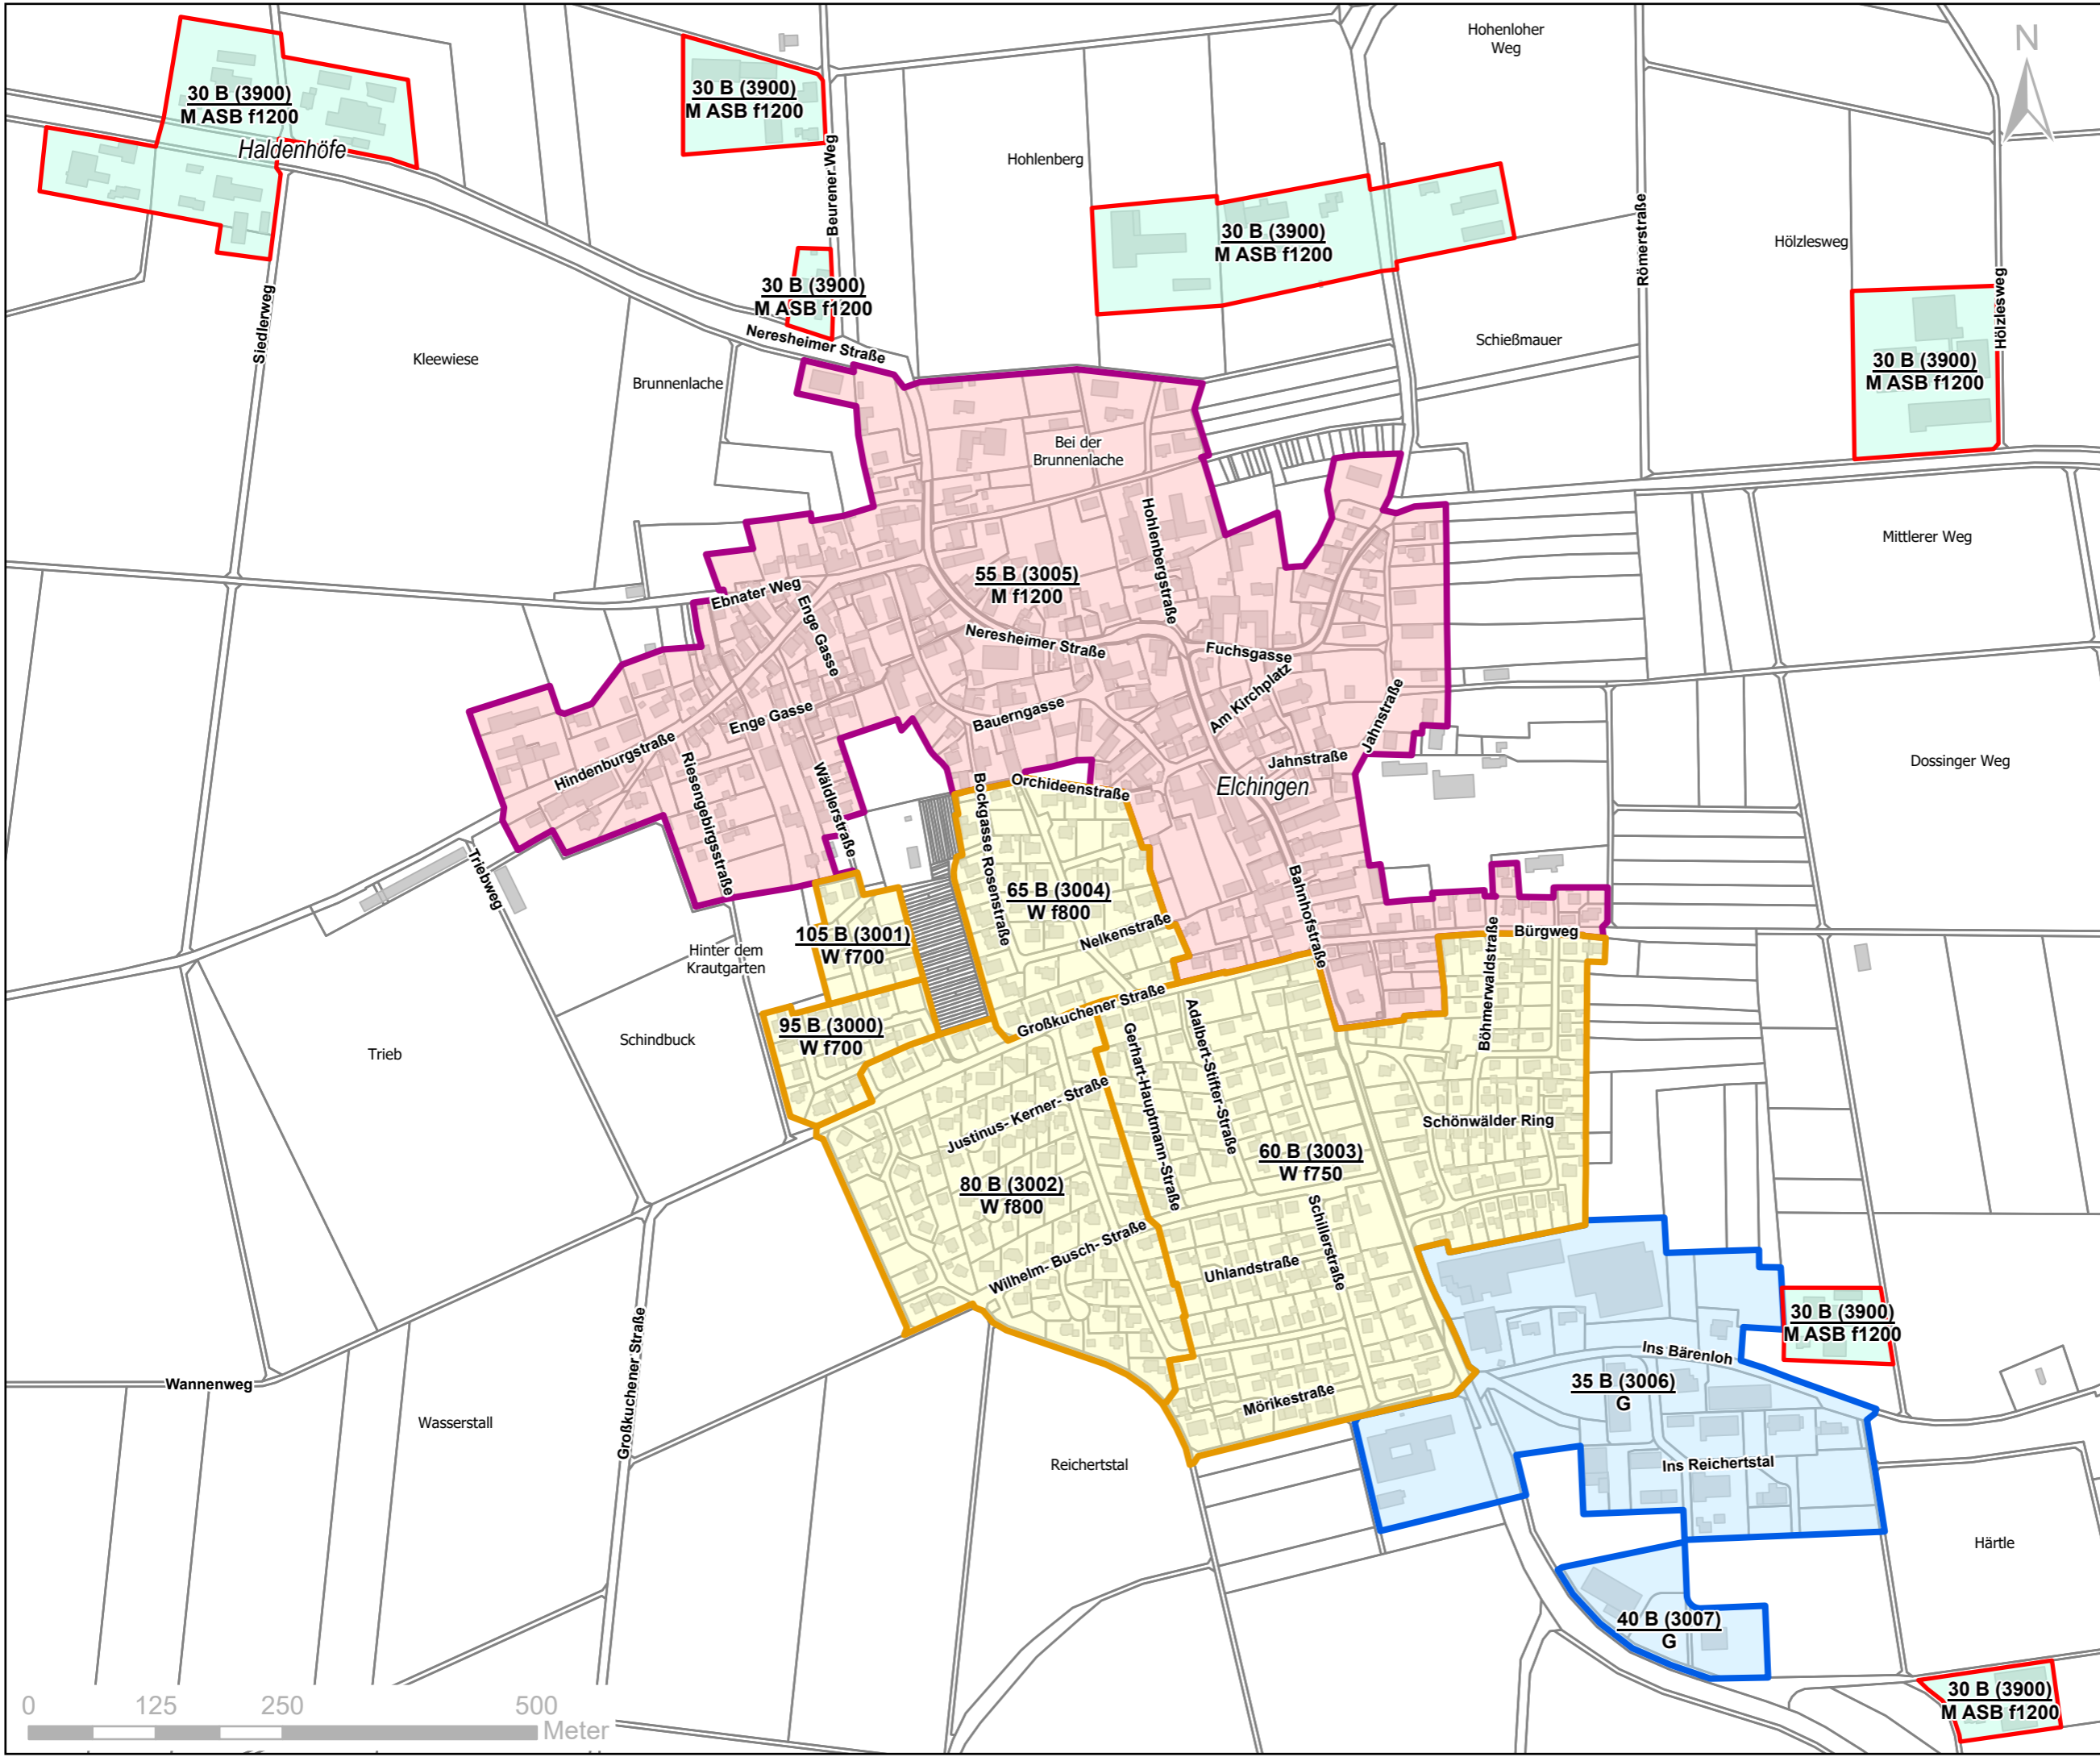 Hohenloher
Weg
N
30 B (3900)
M ASB f1200
Haldenhöfe
30 B (3900)
M ASB f1200
Beurener Weg
Hohlenberg
30 B (3900)
M ASB f1200
Römerstraße
Hölzlesweg
Hölzlesweg
30 B (3900)
M ASB f1200
Siedlerweg
Neresheimer Straße
Kleewiese
Brunnenlache
Schießmauer
30 B (3900)
M ASB f1200
Bei der
Brunnenlache
Hohlenbergstraße
Mittlerer Weg
55 B (3005)
M f1200
Ebnater Weg
Enge Gasse
Neresheimer Straße
Fuchsgasse
Am Kirchplatz
Enge Gasse
Bauerngasse
Jahnstraße
Hindenburgstraße
Riesengebirgsstraße
Wäldlerstraße
Jahnstraße
Dossinger Weg
Bockgasse
Orchideenstraße
Elchingen
Triebweg
Rosenstraße
65 B (3004)
W f800
Bahnhofstraße
Nelkenstraße
105 B (3001)
W f700
Hinter dem
Krautgarten
Böhmerwaldstraße
Bürgweg
Großkuchener Straße
95 B (3000)
W f700
Schindbuck
Trieb
Gerhart-Hauptmann-Straße
Adalbert-Stifter-Straße
Justinus- Kerner- Straße
Schönwälder Ring
60 B (3003)
W f750
80 B (3002)
W f800
Schillerstraße
Wilhelm- Busch- Straße
Uhlandstraße
30 B (3900)
M ASB f1200
Ins Bärenloh
Großkuchener Straße
Wannenweg
35 B (3006)
G
Mörikestraße
Wasserstall
Reichertstal
Ins Reichertstal
Härtle
40 B (3007)
G
30 B (3900)
M ASB f1200
0 125 250 500
Meter